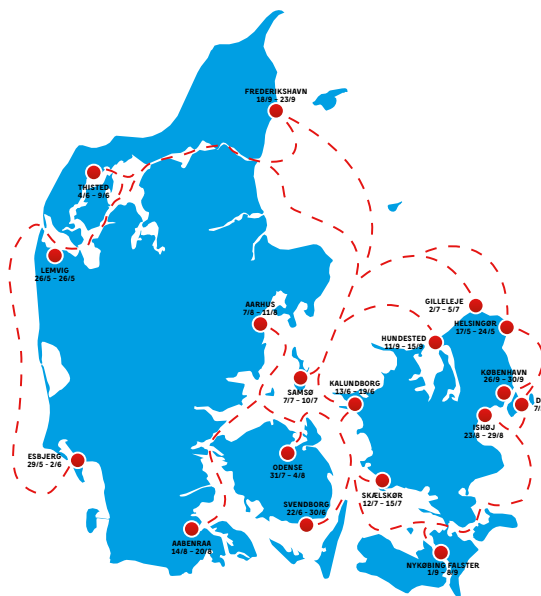 FREDERIKSHAVN
18/9 – 23/9
THISTED
4/6 – 9/6
LEMVIG
26/5 – 26/5
AARHUS
7/8 – 11/8
GILLELEJE
2/7 – 5/7
HELSINGØR
17/5 – 24/5
HUNDESTED
11/9 – 15/9
SAMSØ
7/7 – 10/7
KALUNDBORG
13/6 – 19/6
KØBENHAVN
26/9 – 30/9
D
7/
ISHØJ
23/8 – 29/8
ESBJERG
29/5 – 2/6
ODENSE
31/7 – 4/8
SKÆLSKØR
12/7 – 15/7
SVENDBORG
22/6 – 30/6
AABENRAA
14/8 – 20/8
NYKØBING FALSTER
1/9 – 8/9